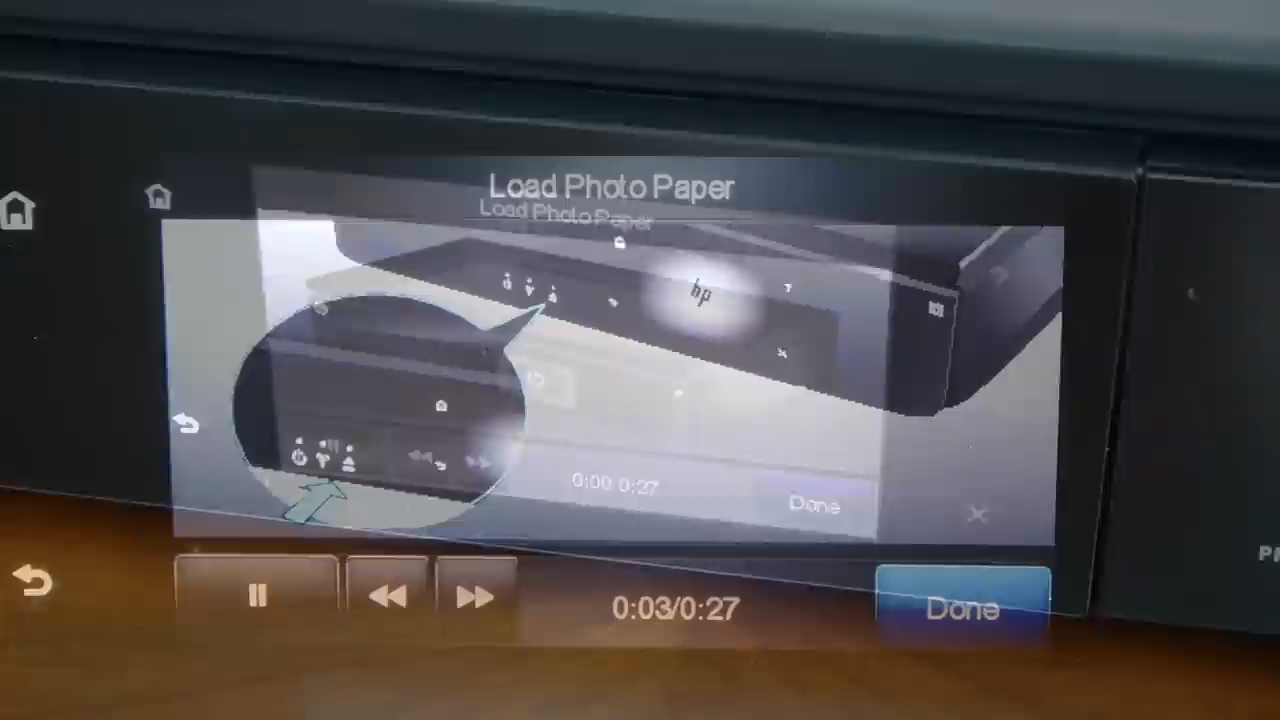 Load Photo Paper
Load Photo Paper
hp
0:00 0:27
Done
0:03/0:27
Done